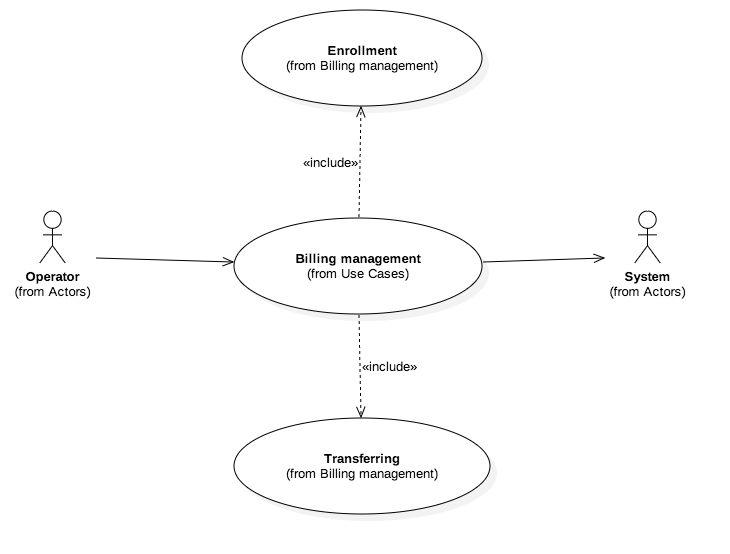 Enrollment
(from Billing management)
«include»
Operator
(from Actors)
Billing management
(from Use Cases)
System
(from Actors)
«include»
Transferring
(from Billing management)